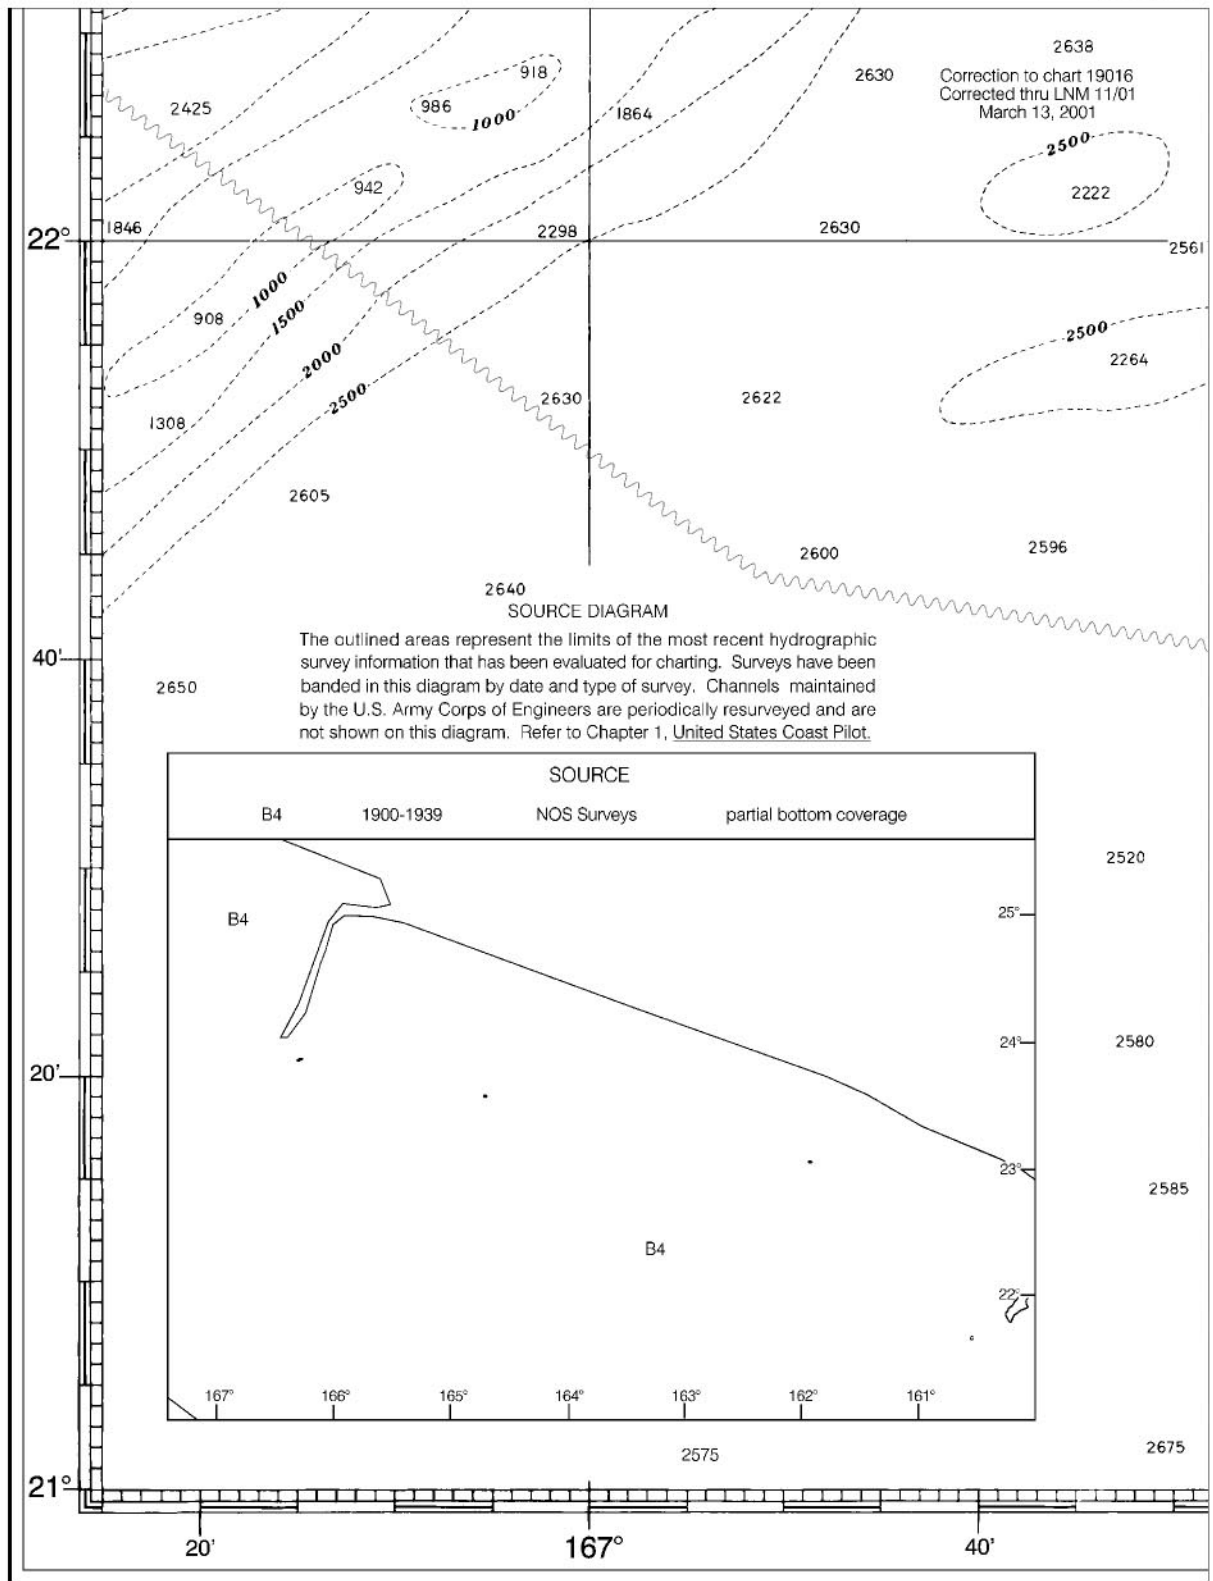 2638
918
2630
Correction to chart 19016
Corrected thru LNM 11/01
March 13, 2001
2425
986
1000
1864
2500
942
2222
1846
22°
2298
2630
2561
1000
908
1500
2500
2000
2264
2500
2630
2622
1308
2605
2600
2596
2640
SOURCE DIAGRAM
The outlined areas represent the limits of the most recent hydrographic
survey information that has been evaluated for charting. Surveys have been
banded in this diagram by date and type of survey. Channels maintained
by the U.S. Army Corps of Engineers are periodically resurveyed and are
not shown on this diagram. Refer to Chapter 1, United States Coast Pilot.
40'
2650
SOURCE
B4 1900-1939 NOS Surveys partial bottom coverage
2520
B4
25°
24°
2580
20'
23°
2585
B4
22°
167° 166° 165° 164° 163° 162° 161°
2575
2675
21°
20' 167° 40'